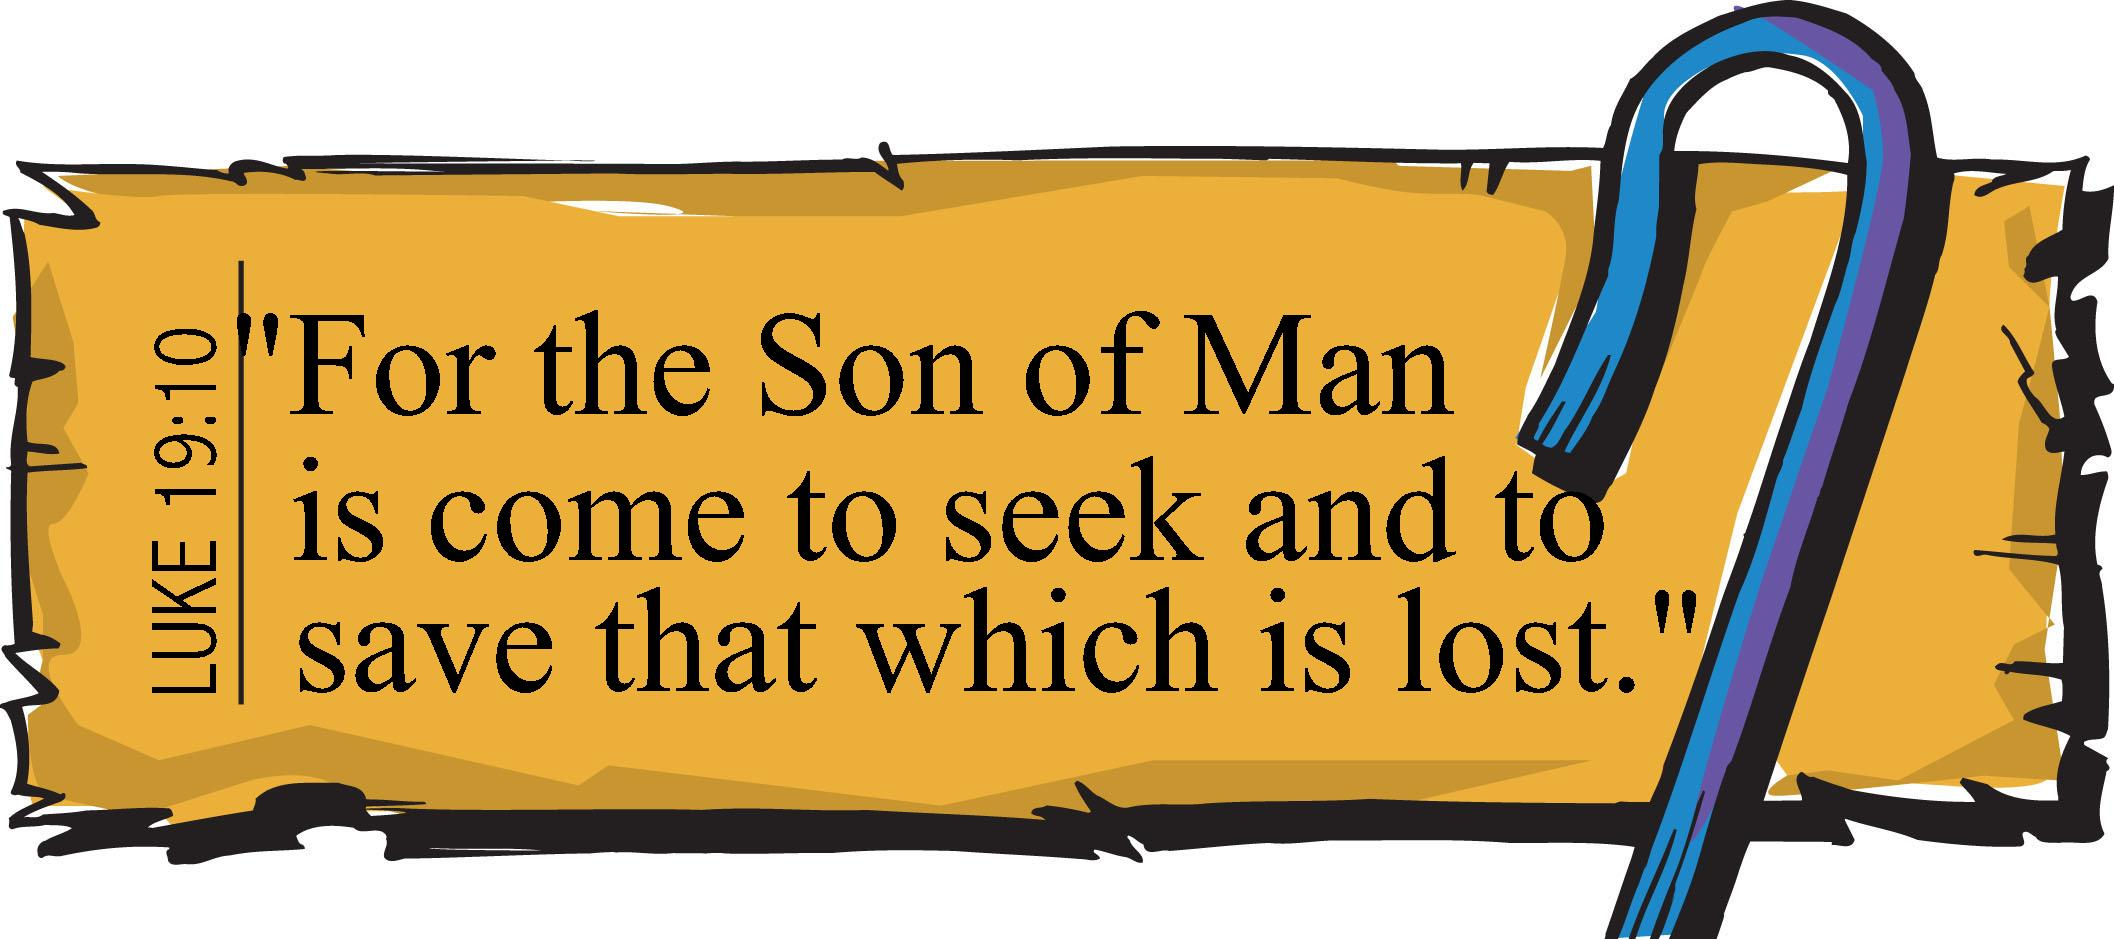 LUKE 19:10
"For the Son of Man
is come to seek and to
save that which is lost."